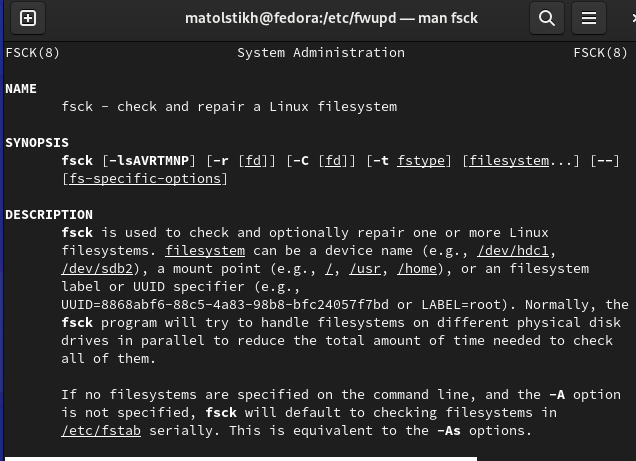 matolstikh@fedora:/etc/fwupd — man fsck
FSCK(8) System Administration FSCK(8)
NAME
fsck - check and repair a Linux filesystem
SYNOPSIS
fsck [-lsAVRTMNP] [-r [fd]] [-C [fd]] [-t fstype] [filesystem...] [--]
[fs-specific-options]
DESCRIPTION
fsck is used to check and optionally repair one or more Linux
filesystems. filesystem can be a device name (e.g., /dev/hdc1,
/dev/sdb2), a mount point (e.g., /, /usr, /home), or an filesystem
label or UUID specifier (e.g.,
UUID=8868abf6-88c5-4a83-98b8-bfc24057f7bd or LABEL=root). Normally, the
fsck program will try to handle filesystems on different physical disk
drives in parallel to reduce the total amount of time needed to check
all of them.
If no filesystems are specified on the command line, and the -A option
is not specified, fsck will default to checking filesystems in
/etc/fstab serially. This is equivalent to the -As options.